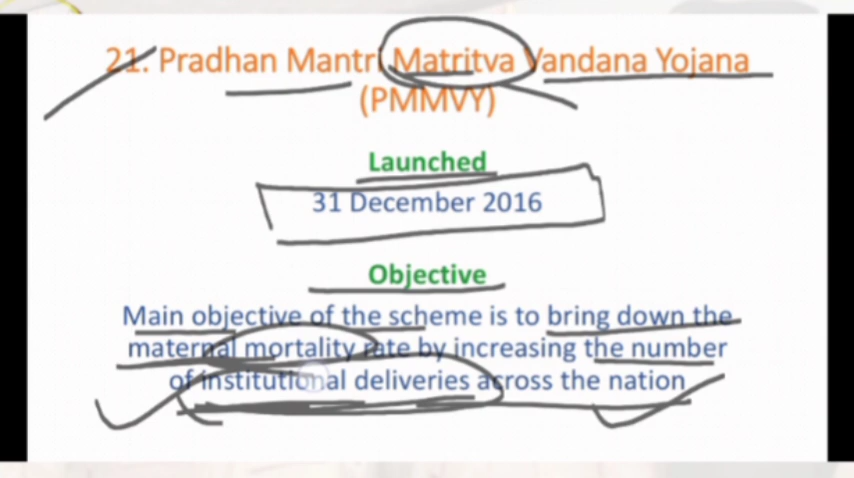 21. Pradhan Mantri Matritva Vandana Yojana
(PMMVY)
Launched
31 December 2016
Objective
Main objective of the scheme is to bring down the
maternal mortality rate by increasing the number
of institutional deliveries across the nation